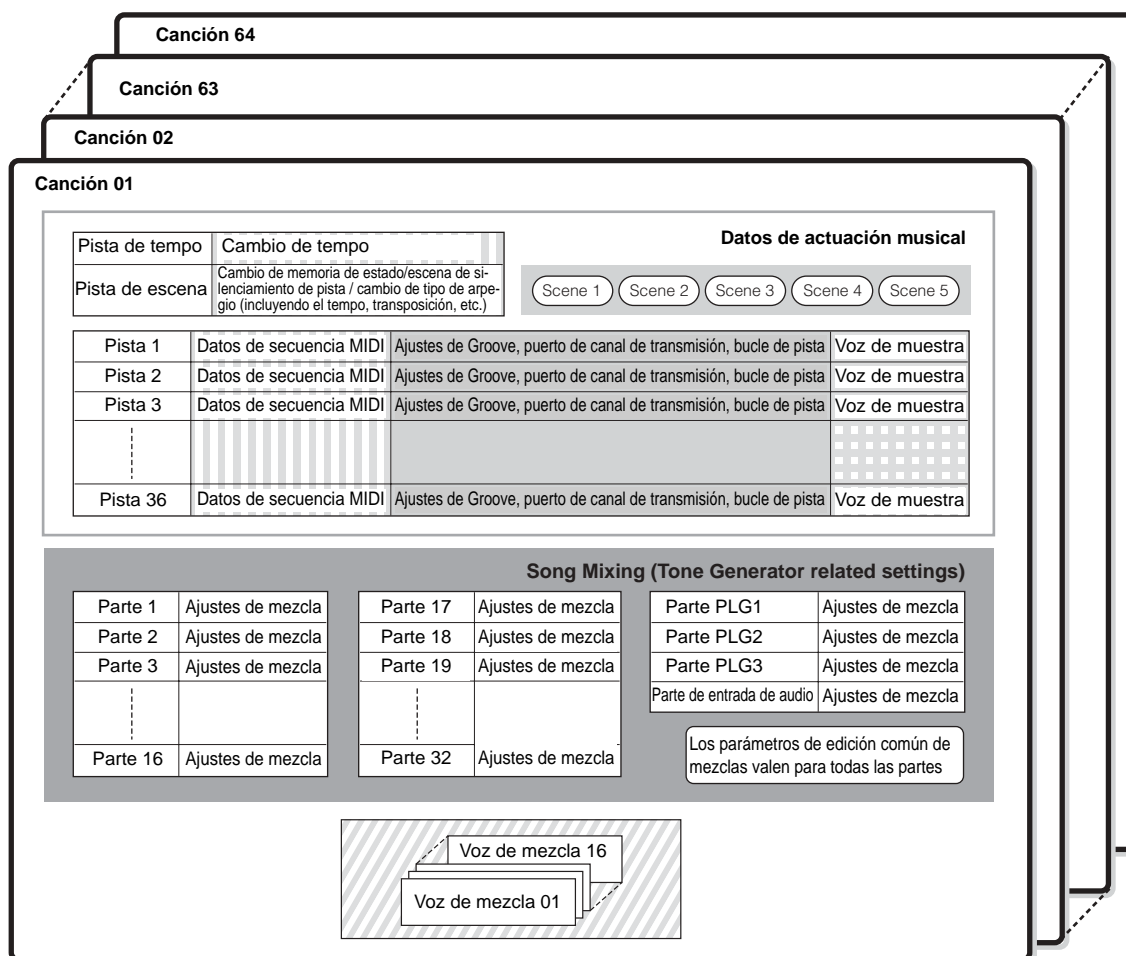 Canción 64
Canción 63
Canción 02
Canción 01
Datos de actuación musical
Pista de tempo Cambio de tempo
Pista de escena Cambio de memoria de estado/escena de si-
lenciamiento de pista / cambio de tipo de arpe-
gio (incluyendo el tempo, transposición, etc.)
Scene 1 Scene 2 Scene 3 Scene 4 Scene 5
Pista 1 Datos de secuencia MIDI Ajustes de Groove, puerto de canal de transmisión, bucle de pista Voz de muestra
Pista 2 Datos de secuencia MIDI Ajustes de Groove, puerto de canal de transmisión, bucle de pista Voz de muestra
Pista 3 Datos de secuencia MIDI Ajustes de Groove, puerto de canal de transmisión, bucle de pista Voz de muestra
Pista 36 Datos de secuencia MIDI Ajustes de Groove, puerto de canal de transmisión, bucle de pista Voz de muestra
Song Mixing (Tone Generator related settings)
Parte 1 Ajustes de mezcla
Parte 2 Ajustes de mezcla
Parte 3 Ajustes de mezcla
Parte 16 Ajustes de mezcla
Parte 17 Ajustes de mezcla
Parte 18 Ajustes de mezcla
Parte 19 Ajustes de mezcla
Parte 32 Ajustes de mezcla
Parte PLG1 Ajustes de mezcla
Parte PLG2 Ajustes de mezcla
Parte PLG3 Ajustes de mezcla
Parte de entrada de audio Ajustes de mezcla
Los parámetros de edición común de
mezclas valen para todas las partes
Voz de mezcla 16
Voz de mezcla 01